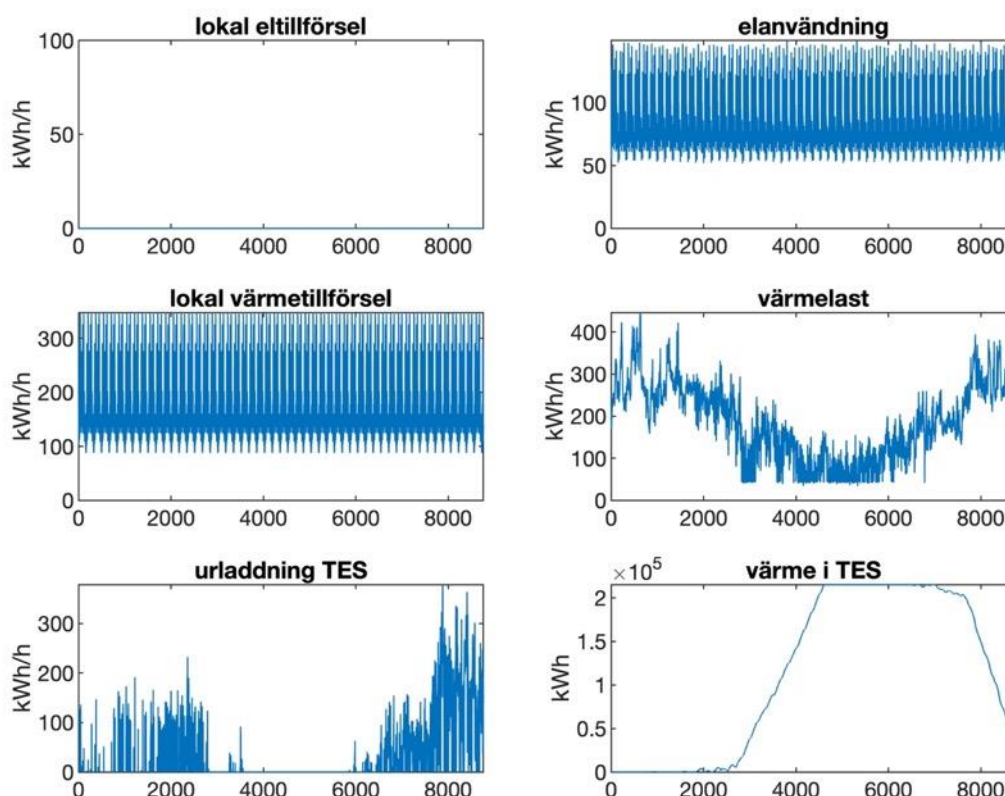 lokal eltillförsel
100
50
0
kWh/h
0 2000 4000 6000 8000
elanvändning
100
50
0
kWh/h
0 2000 4000 6000 8000
lokal värmetillförsel
300
200
100
0
kWh/h
0 2000 4000 6000 8000
värmelast
400
300
200
100
0
kWh/h
0 2000 4000 6000 8000
urladdning TES
300
200
100
0
kWh/h
0 2000 4000 6000 8000
värme i TES
×10⁵
2
1.5
1
0.5
0
kWh
0 2000 4000 6000 8000